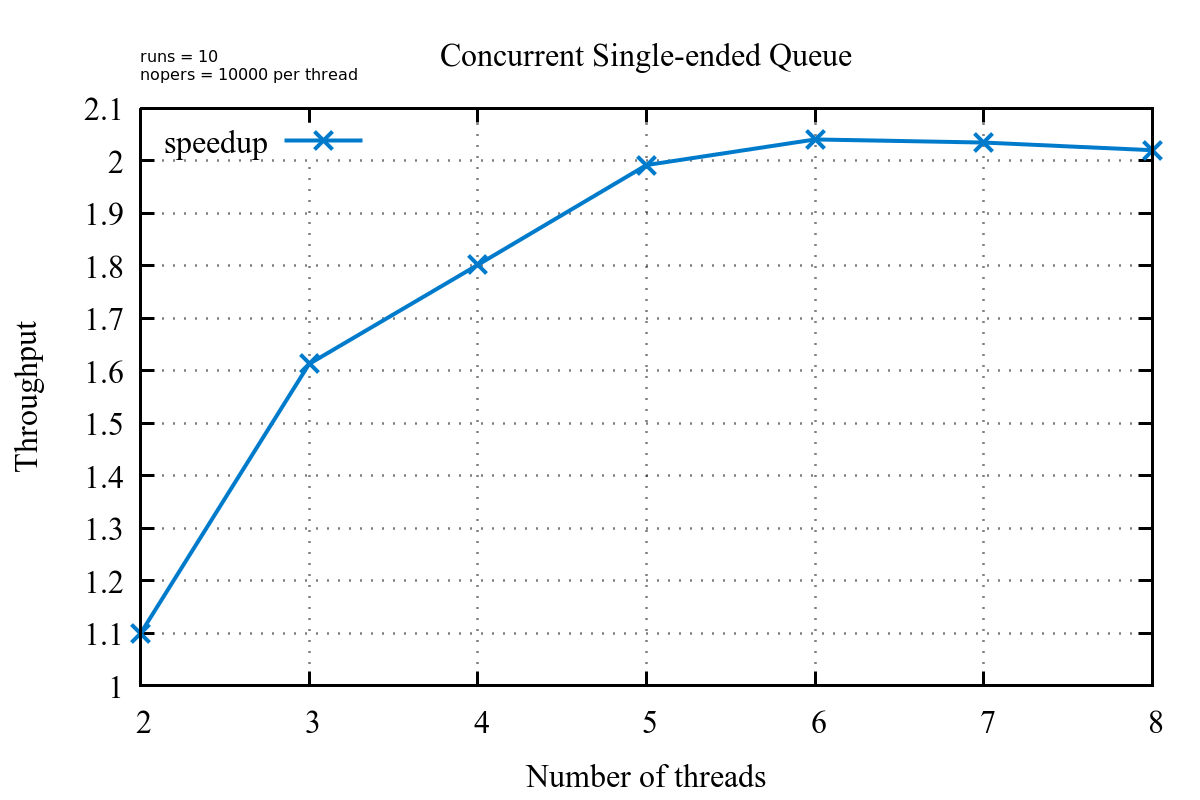 runs = 10
nopers = 10000 per thread
Concurrent Single-ended Queue
speedup
2.1
2
1.9
1.8
1.7
1.6
1.5
1.4
1.3
1.2
1.1
1
Throughput
2 3 4 5 6 7 8
Number of threads